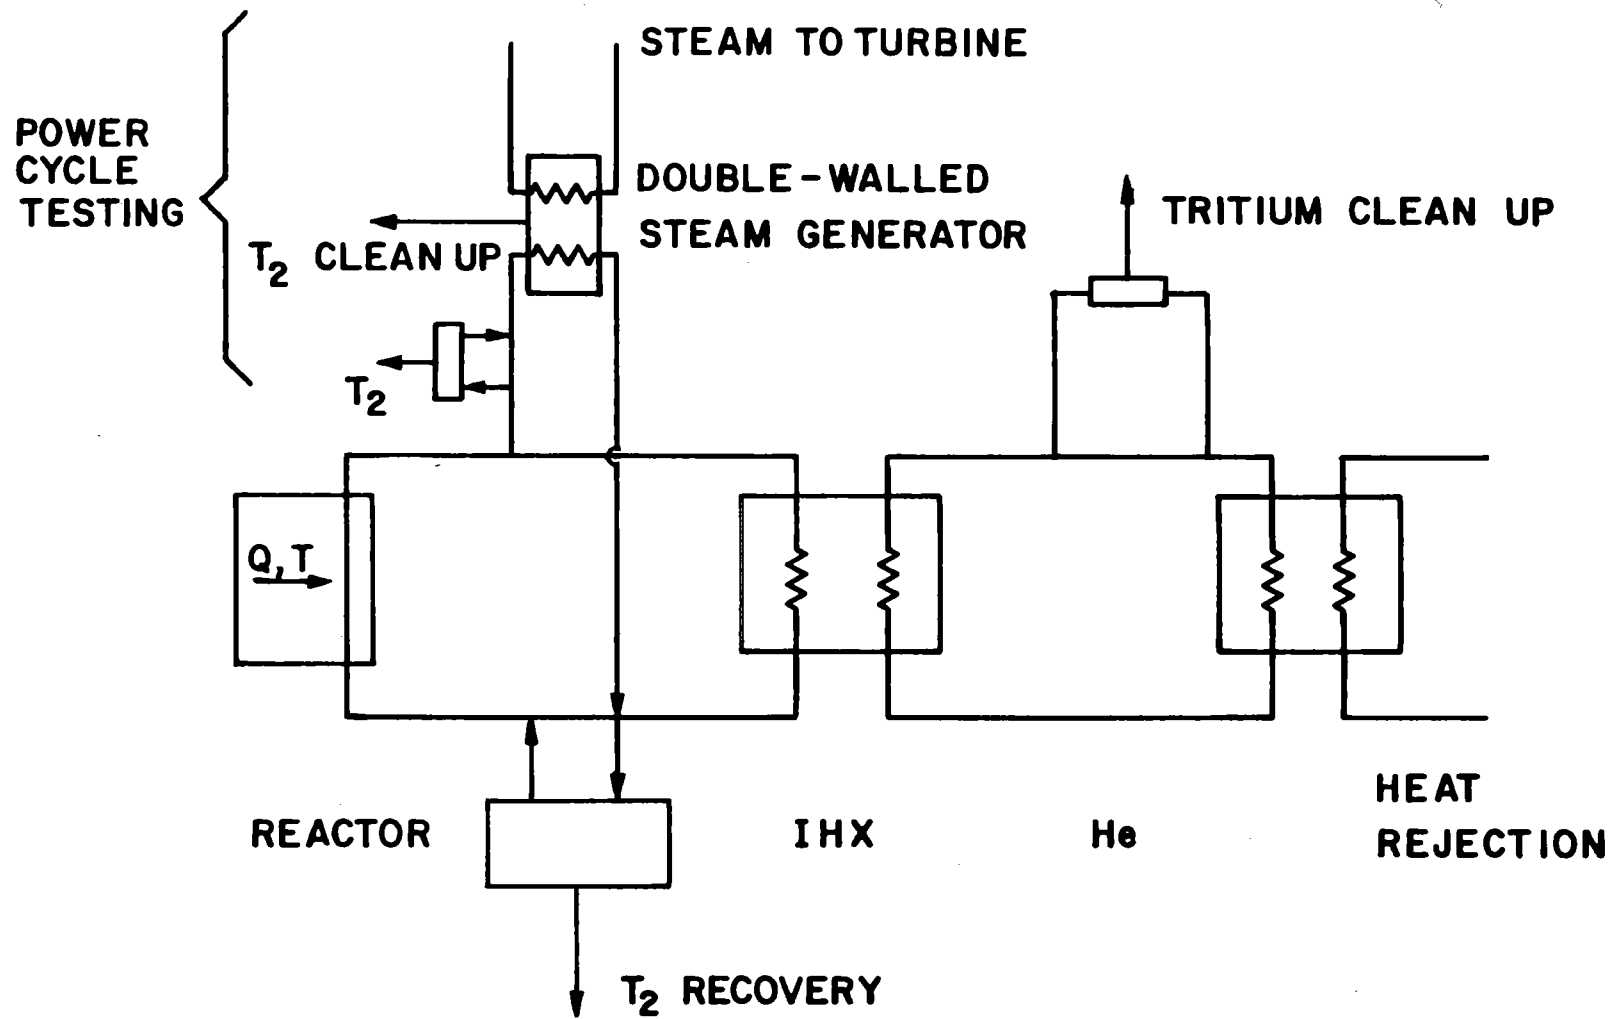 STEAM TO TURBINE
POWER
CYCLE
TESTING
DOUBLE-WALLED
STEAM GENERATOR
T₂ CLEAN UP
TRITIUM CLEAN UP
T₂
Q, T
REACTOR
IHX
He
HEAT
REJECTION
T₂ RECOVERY